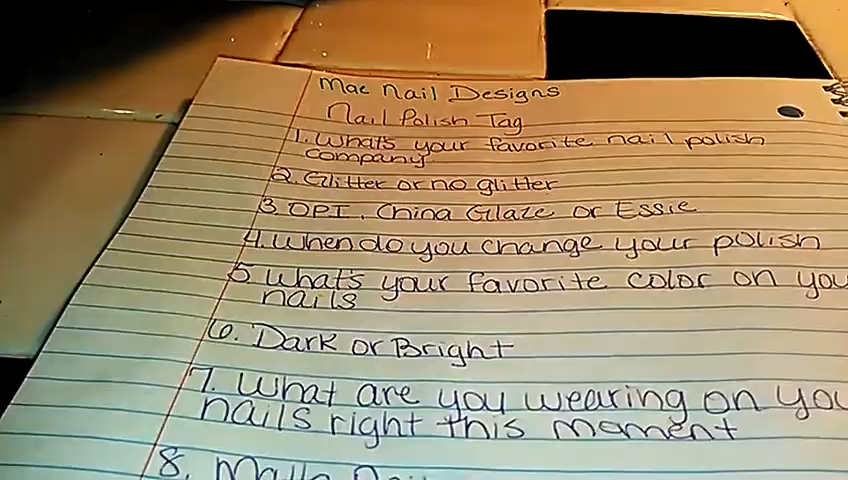 Mae Nail Designs
Nail Polish Tag
1. What's your favorite nail polish
company
2. Glitter or no glitter
3. OPI, China Glaze or Essie
4. When do you change your polish
5 What's your favorite color on you
nails
6. Dark or Bright
7. What are you wearing on you
nails right this moment
8.